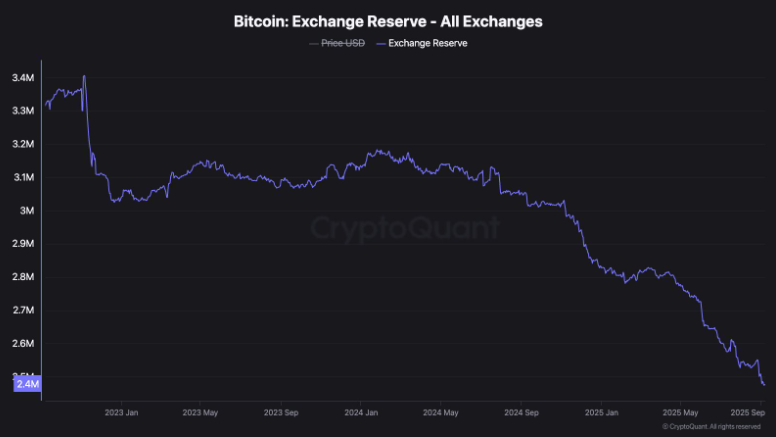 Bitcoin: Exchange Reserve - All Exchanges
Price USD Exchange Reserve
3.4M
3.3M
3.2M
3.1M
3M
2.9M
2.8M
2.7M
2.6M
2.4M
CryptoQuant
2023 Jan 2023 May 2023 Sep 2024 Jan 2024 May 2024 Sep 2025 Jan 2025 May 2025 Sep
© CryptoQuant. All rights reserved